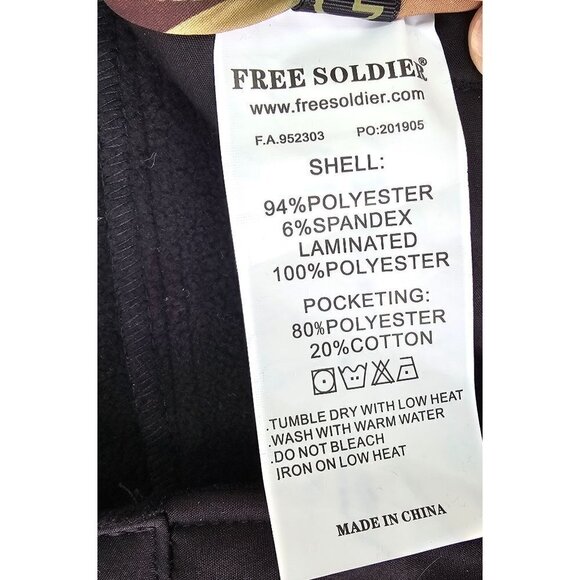 FREE SOLDIER®
www.freesoldier.com
F.A.952303 PO:201905
SHELL:
94%POLYESTER
6%SPANDEX
LAMINATED
100%POLYESTER
POCKETING:
80%POLYESTER
20%COTTON
.TUMBLE DRY WITH LOW HEAT
.WASH WITH WARM WATER
.DO NOT BLEACH
.IRON ON LOW HEAT
MADE IN CHINA